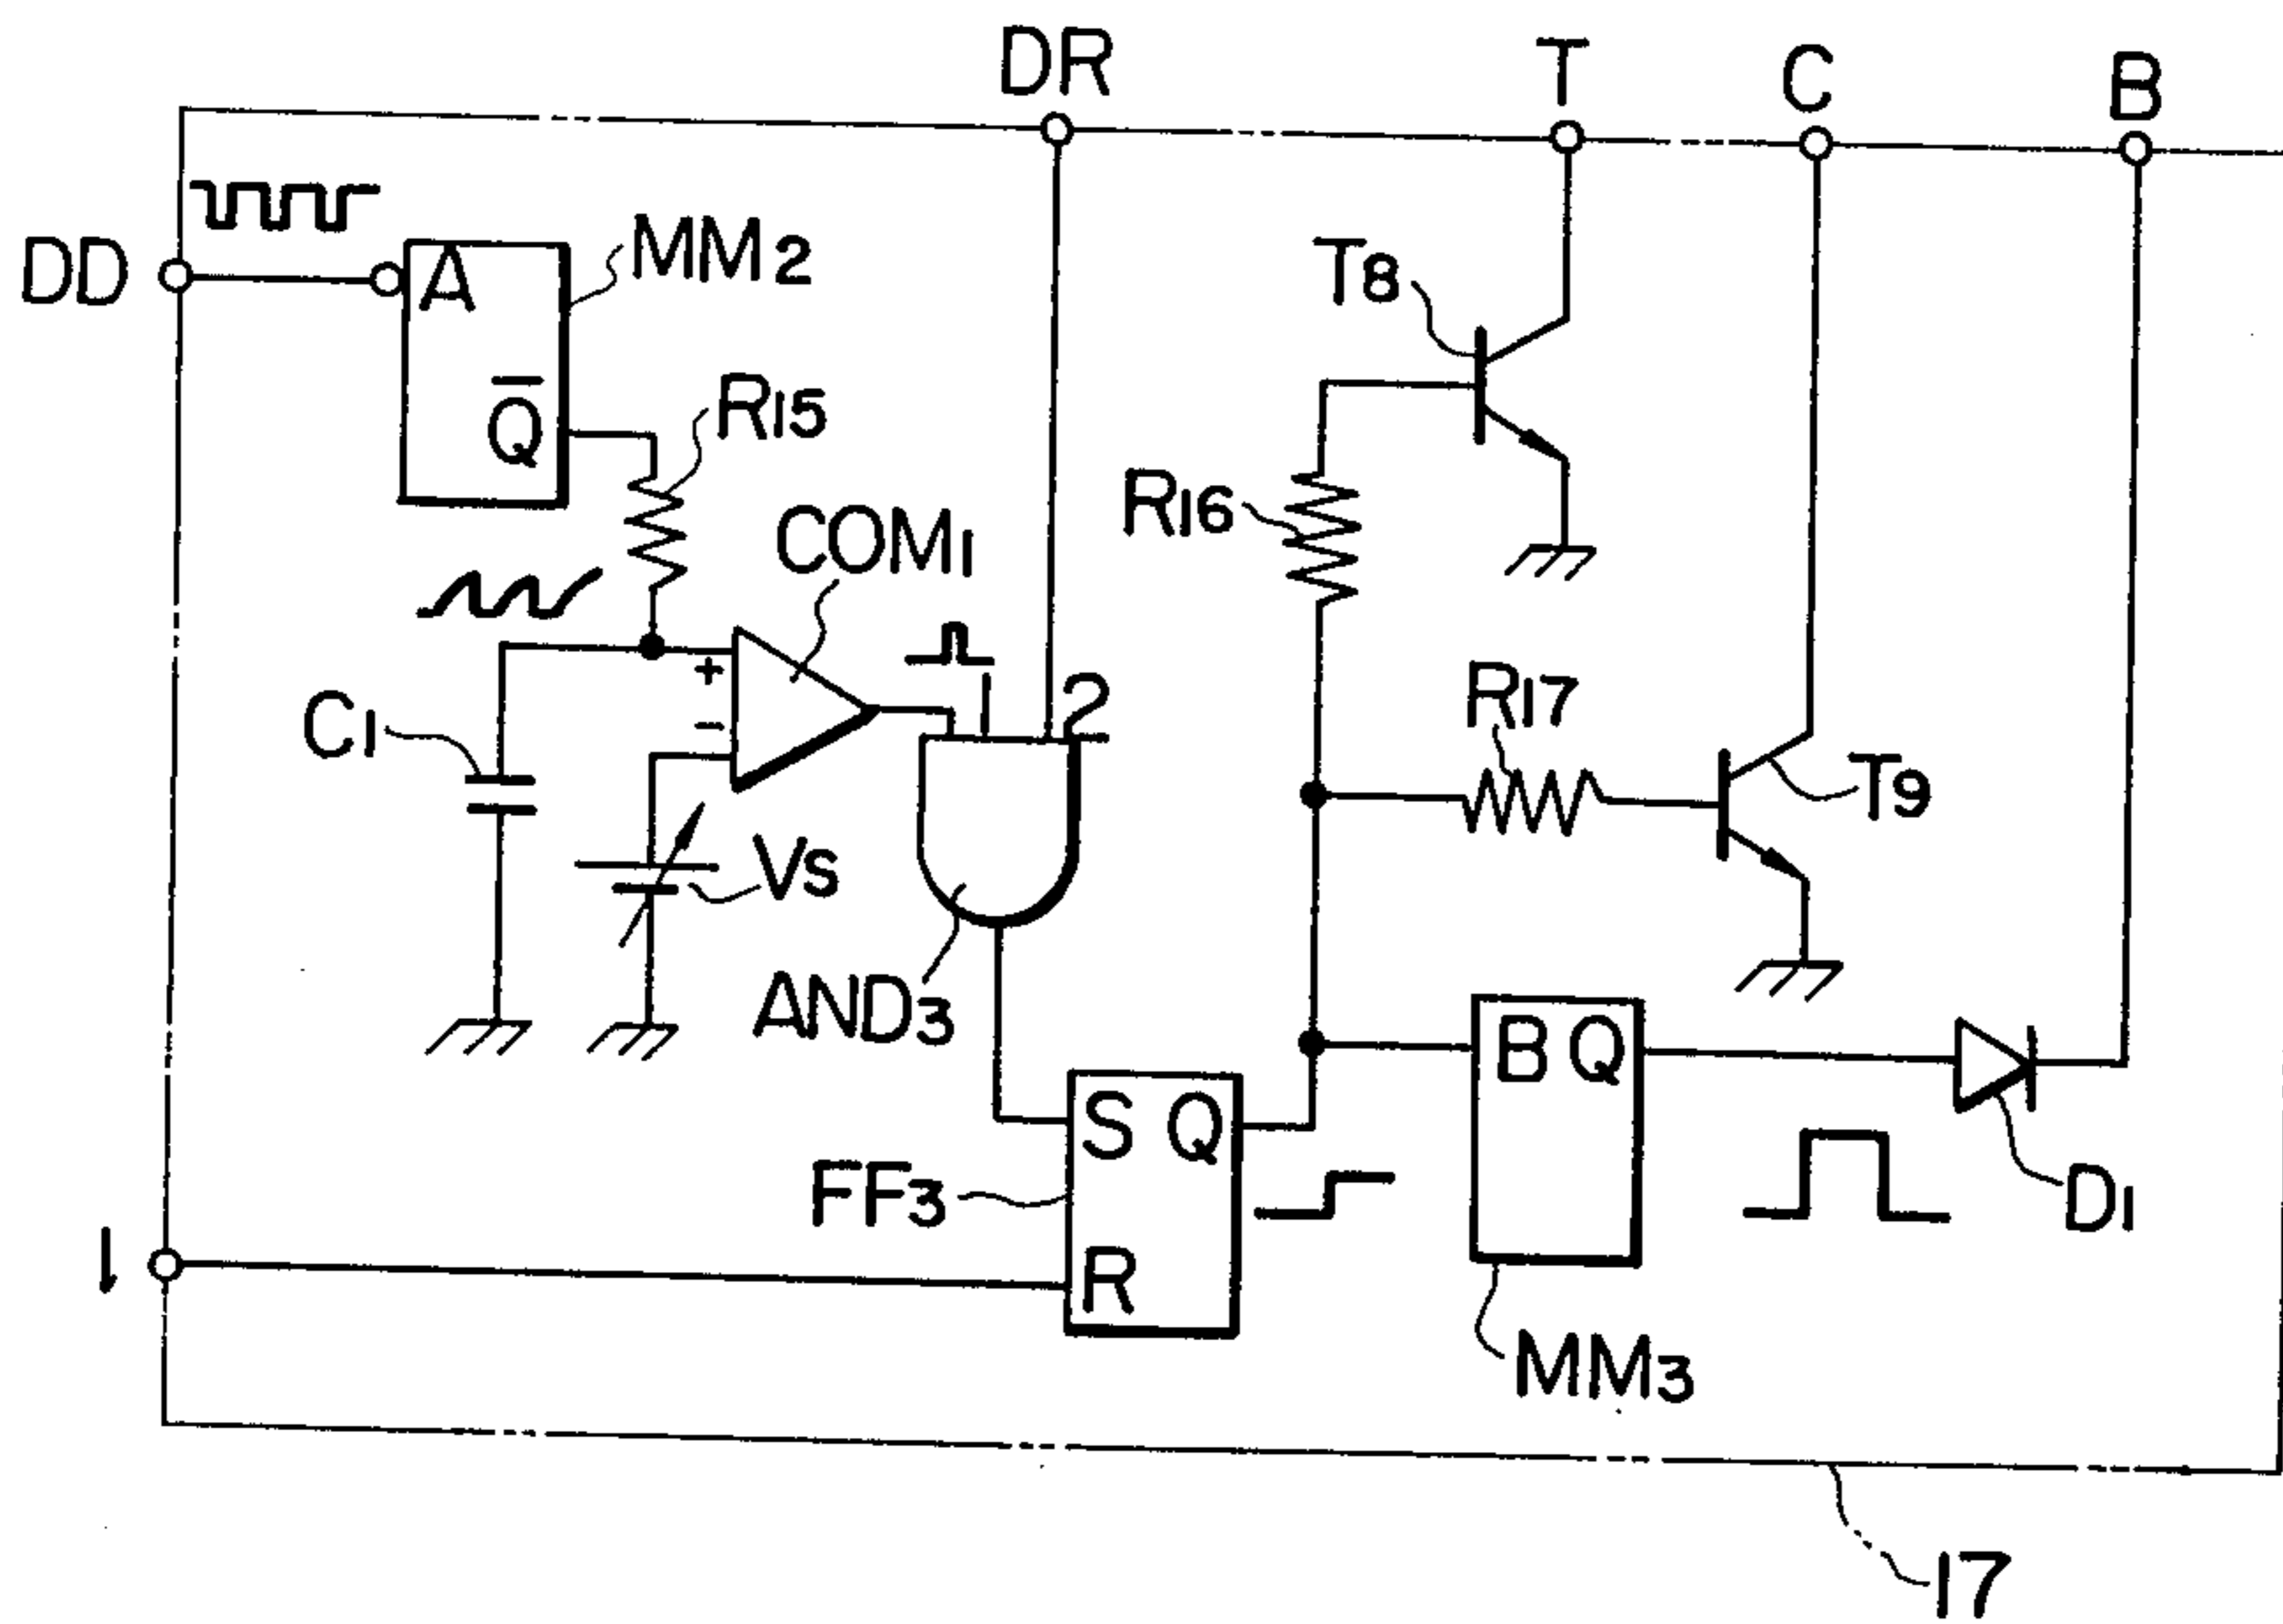 DR T C B
DD
A
MM2
Q̅
R15
T8
COM1
R16
+
−
1 2
R17
C1
T9
VS
AND3
B Q
S Q
FF3
D1
I
R
MM3
17